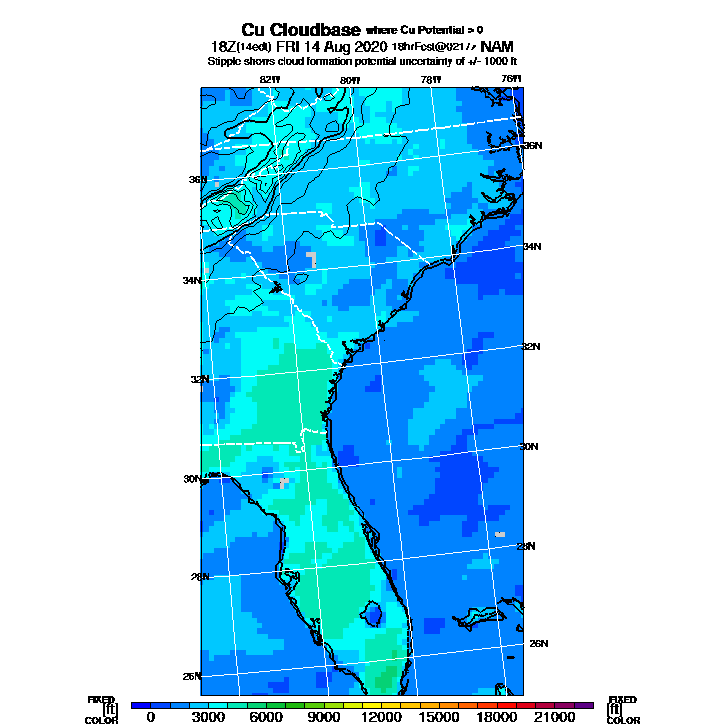 Cu Cloudbase where Cu Potential > 0
18Z(14edt) FRI 14 Aug 2020 18hrFcst@0217z NAM
Stipple shows cloud formation potential uncertainty of +/- 1000 ft
82W 80W 78W 76W
36N
36N
34N
34N
32N
32N
30N
30N
28N
28N
26N
26N
FIXED FIXED
[ft] [ft]
COLOR COLOR
0 3000 6000 9000 12000 15000 18000 21000